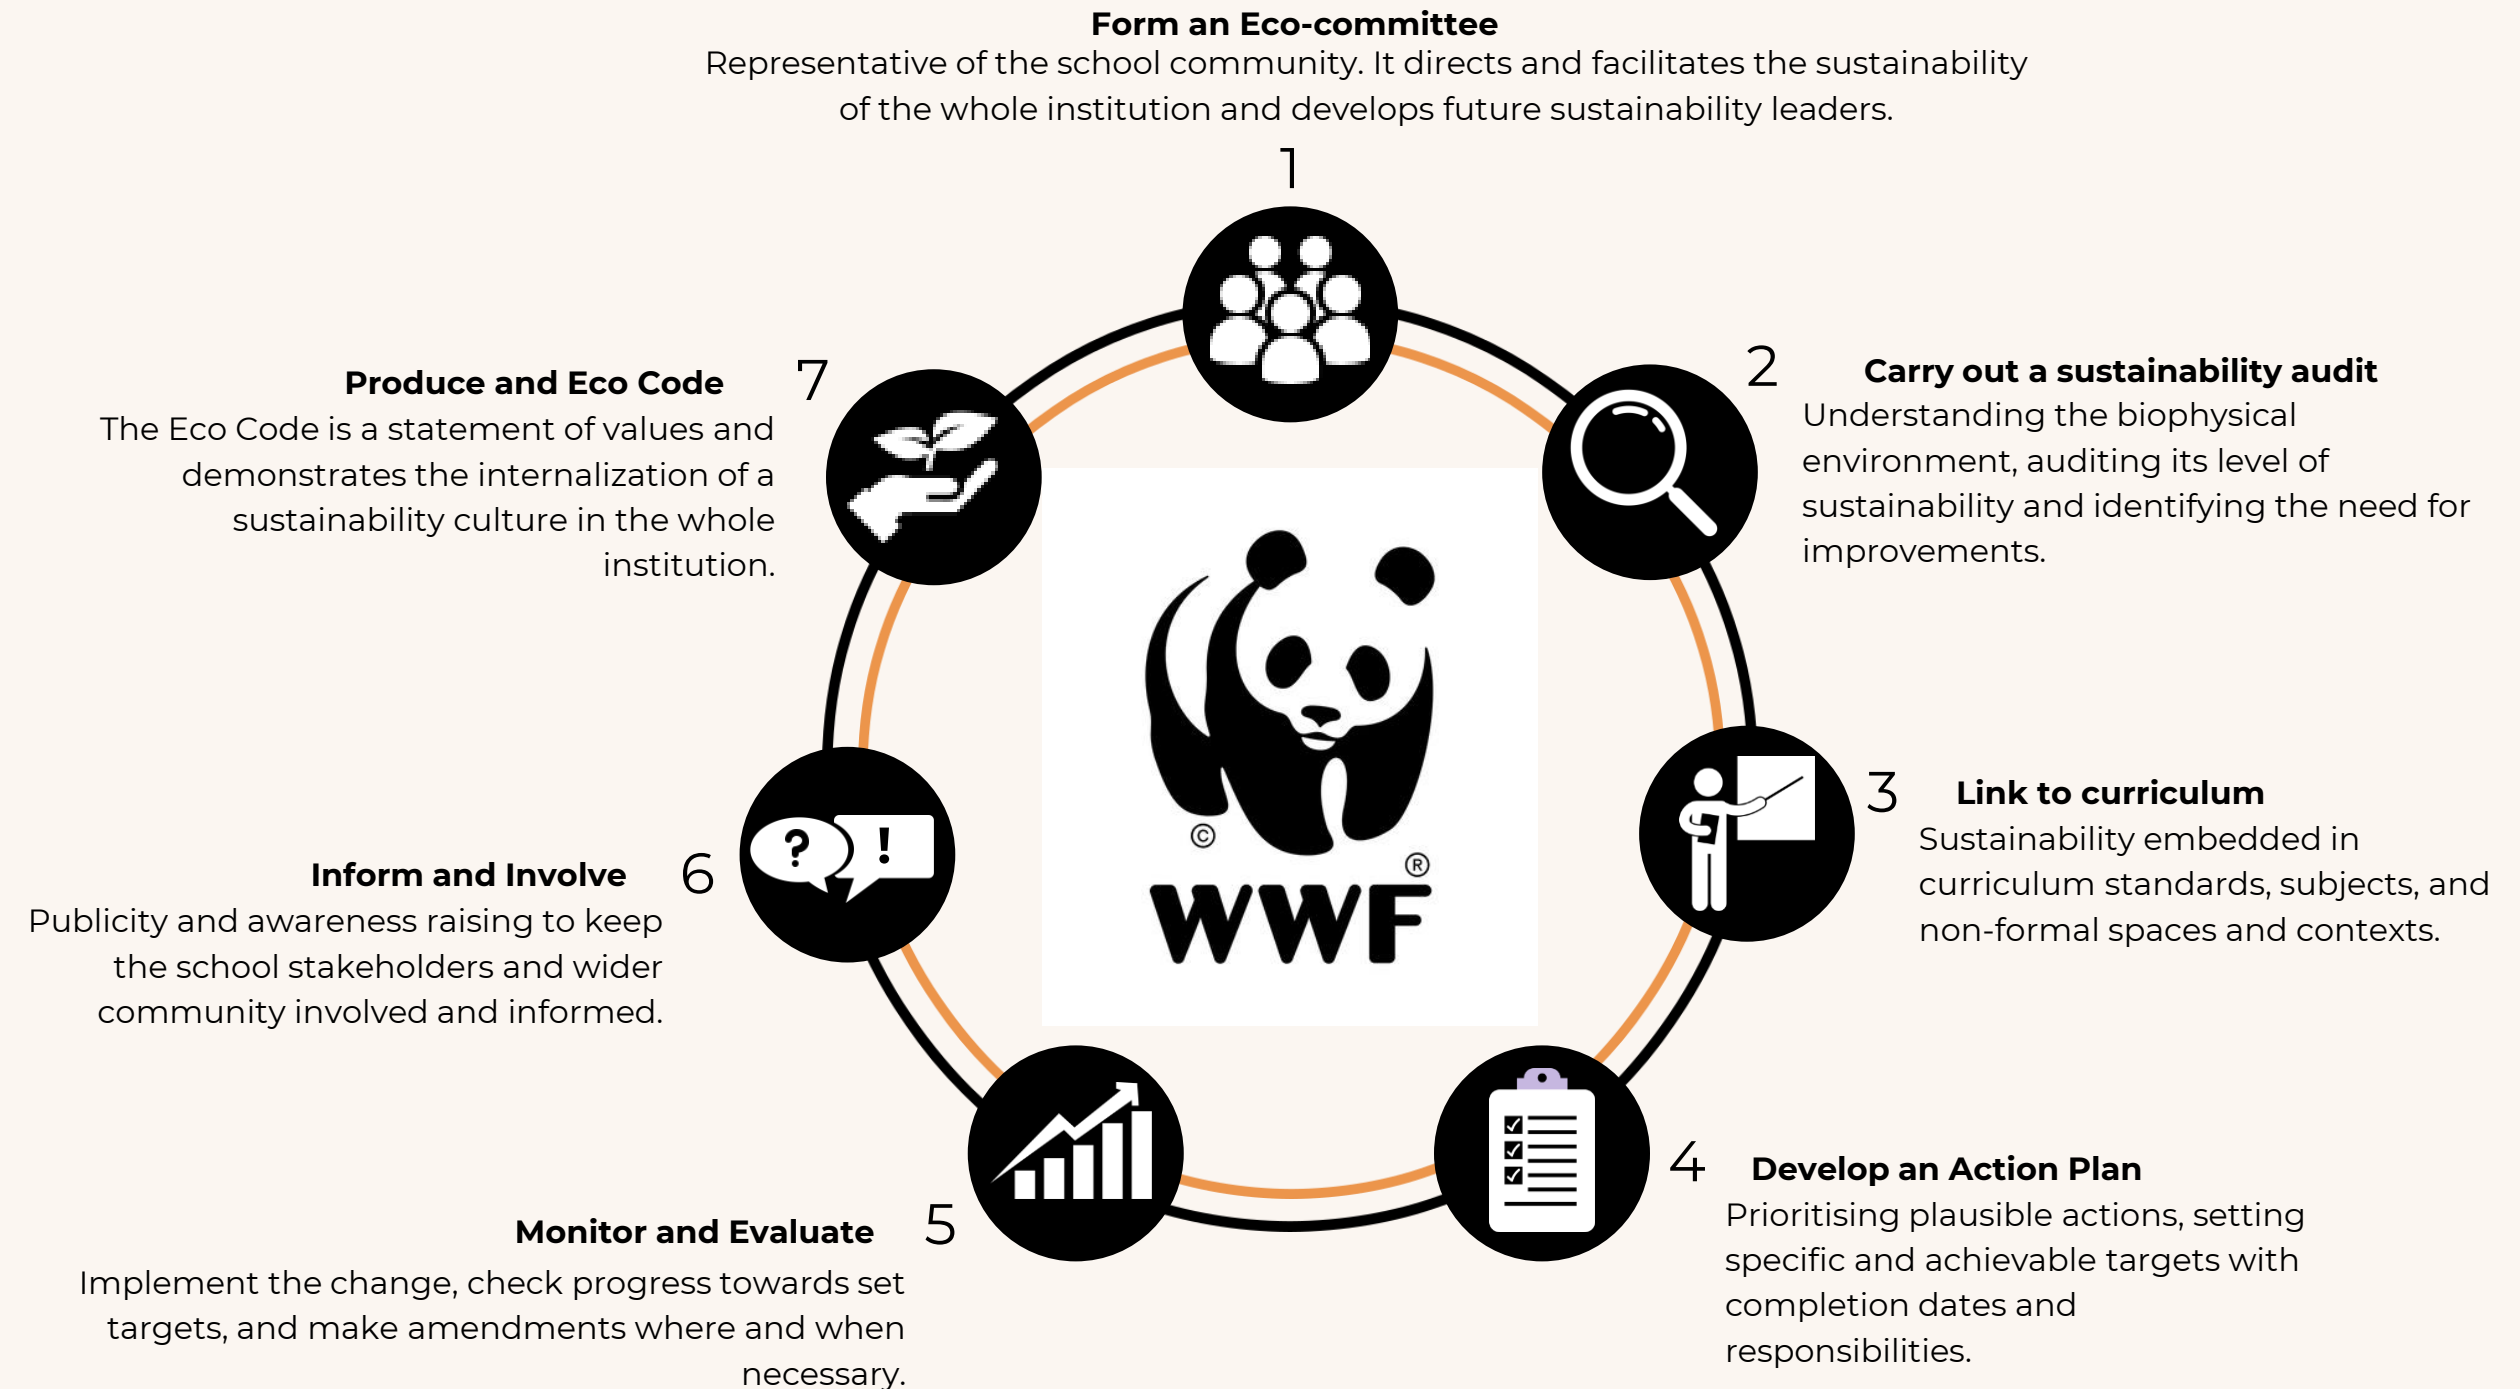 Form an Eco-committee
Representative of the school community. It directs and facilitates the sustainability
of the whole institution and develops future sustainability leaders.
1
2
Carry out a sustainability audit
Understanding the biophysical
environment, auditing its level of
sustainability and identifying the need for
improvements.
3
Link to curriculum
Sustainability embedded in
curriculum standards, subjects, and
non-formal spaces and contexts.
4
Develop an Action Plan
Prioritising plausible actions, setting
specific and achievable targets with
completion dates and
responsibilities.
5
Monitor and Evaluate
Implement the change, check progress towards set
targets, and make amendments where and when
necessary.
6
Inform and Involve
Publicity and awareness raising to keep
the school stakeholders and wider
community involved and informed.
? !
7
Produce and Eco Code
The Eco Code is a statement of values and
demonstrates the internalization of a
sustainability culture in the whole
institution.
©
®
WWF